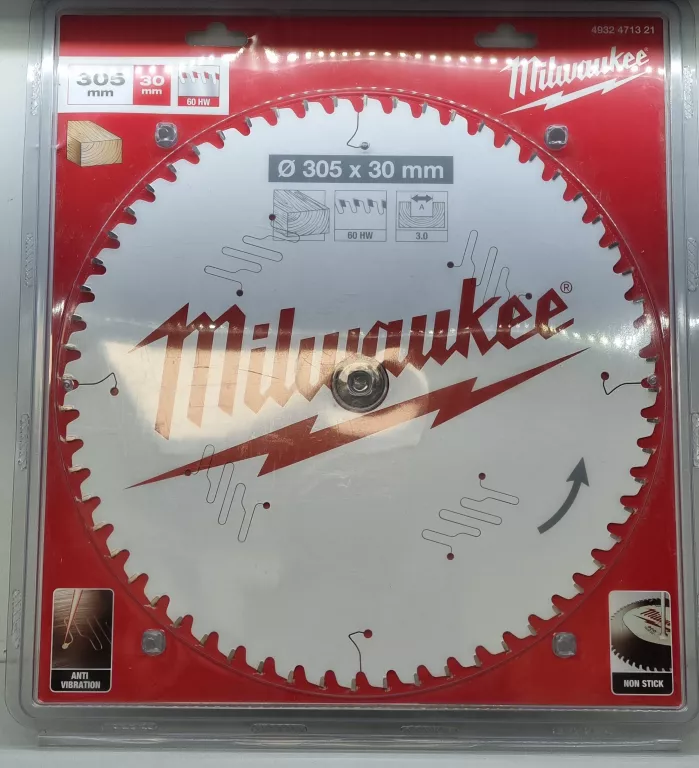 4932 4713 21
Milwaukee
305
mm
30
mm
60 HW
Ø 305 x 30 mm
A
60 HW
3.0
Milwaukee®
ANTI
VIBRATION
NON STICK